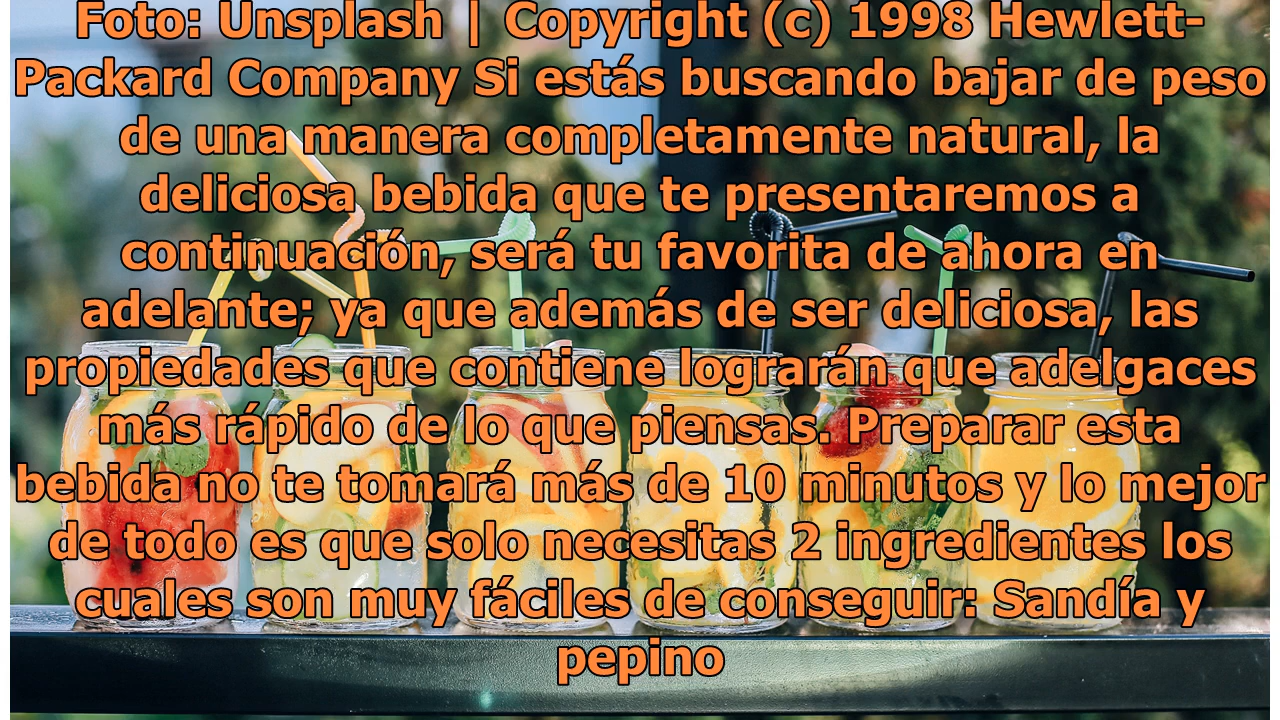 Foto: Unsplash | Copyright (c) 1998 Hewlett-
Packard Company Si estás buscando bajar de peso
de una manera completamente natural, la
deliciosa bebida que te presentaremos a
continuación, será tu favorita de ahora en
adelante; ya que además de ser deliciosa, las
propiedades que contiene lograrán que adelgaces
más rápido de lo que piensas. Preparar esta
bebida no te tomará más de 10 minutos y lo mejor
de todo es que solo necesitas 2 ingredientes los
cuales son muy fáciles de conseguir: Sandía y
pepino